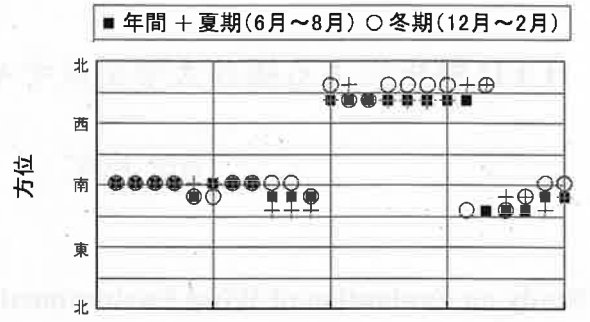 ■ 年間 + 夏期(6月～8月) ○ 冬期(12月～2月)
方位
北
西
南
東
北